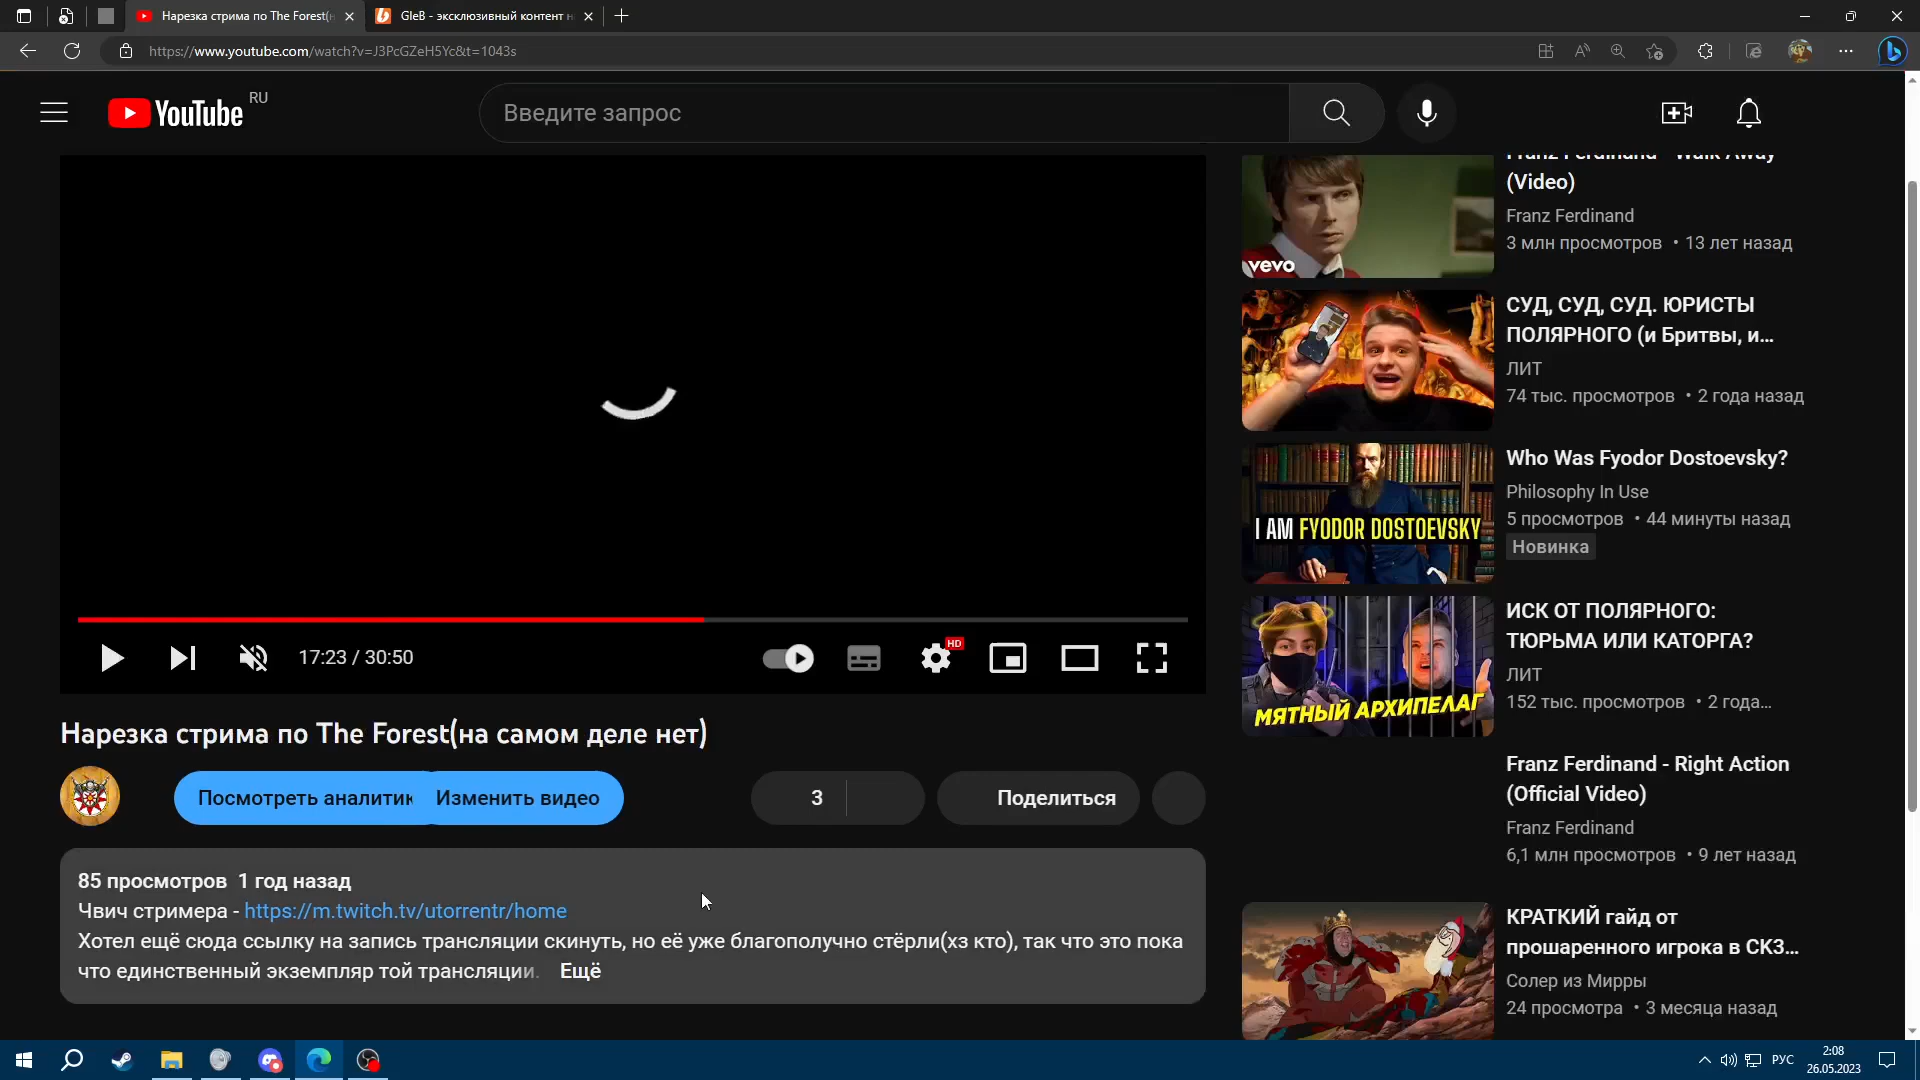 Нарезка стрима по The Forest(н
GleB - эксклюзивный контент н
https://www.youtube.com/watch?v=J3PcGZeH5Yc&t=1043s
YouTube
RU
Введите запрос
Franz Ferdinand - Walk Away
(Video)
Franz Ferdinand
3 млн просмотров • 13 лет назад
vevo
СУД, СУД, СУД. ЮРИСТЫ
ПОЛЯРНОГО (и Бритвы, и...
ЛИТ
74 тыс. просмотров • 2 года назад
I AM FYODOR DOSTOEVSKY
Who Was Fyodor Dostoevsky?
Philosophy In Use
5 просмотров • 44 минуты назад
Новинка
МЯТНЫЙ АРХИПЕЛАГ
ИСК ОТ ПОЛЯРНОГО:
ТЮРЬМА ИЛИ КАТОРГА?
ЛИТ
152 тыс. просмотров • 2 года...
Franz Ferdinand - Right Action
(Official Video)
Franz Ferdinand
6,1 млн просмотров • 9 лет назад
КРАТКИЙ гайд от
прошаренного игрока в СК3...
Солер из Мирры
24 просмотра • 3 месяца назад
17:23 / 30:50
HD
Нарезка стрима по The Forest(на самом деле нет)
Посмотреть аналитик
Изменить видео
3
Поделиться
85 просмотров 1 год назад
Чвич стримера - https://m.twitch.tv/utorrentr/home
Хотел ещё сюда ссылку на запись трансляции скинуть, но её уже благополучно стёрли(хз кто), так что это пока
что единственный экземпляр той трансляции. Ещё
РУС
2:08
26.05.2023